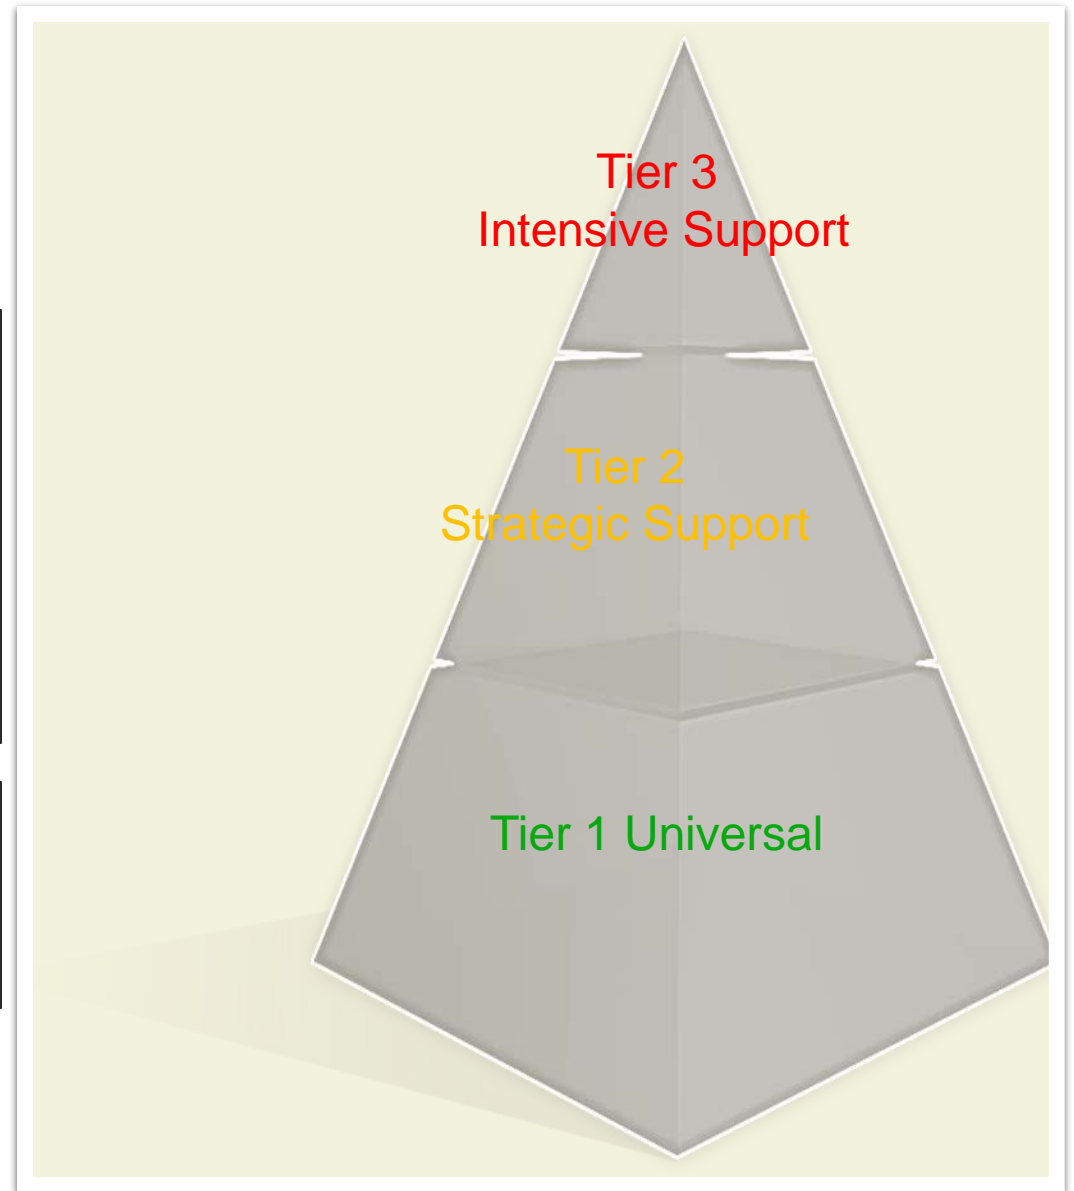 Tier 3
Intensive Support
Tier 2
Strategic Support
Tier 1 Universal